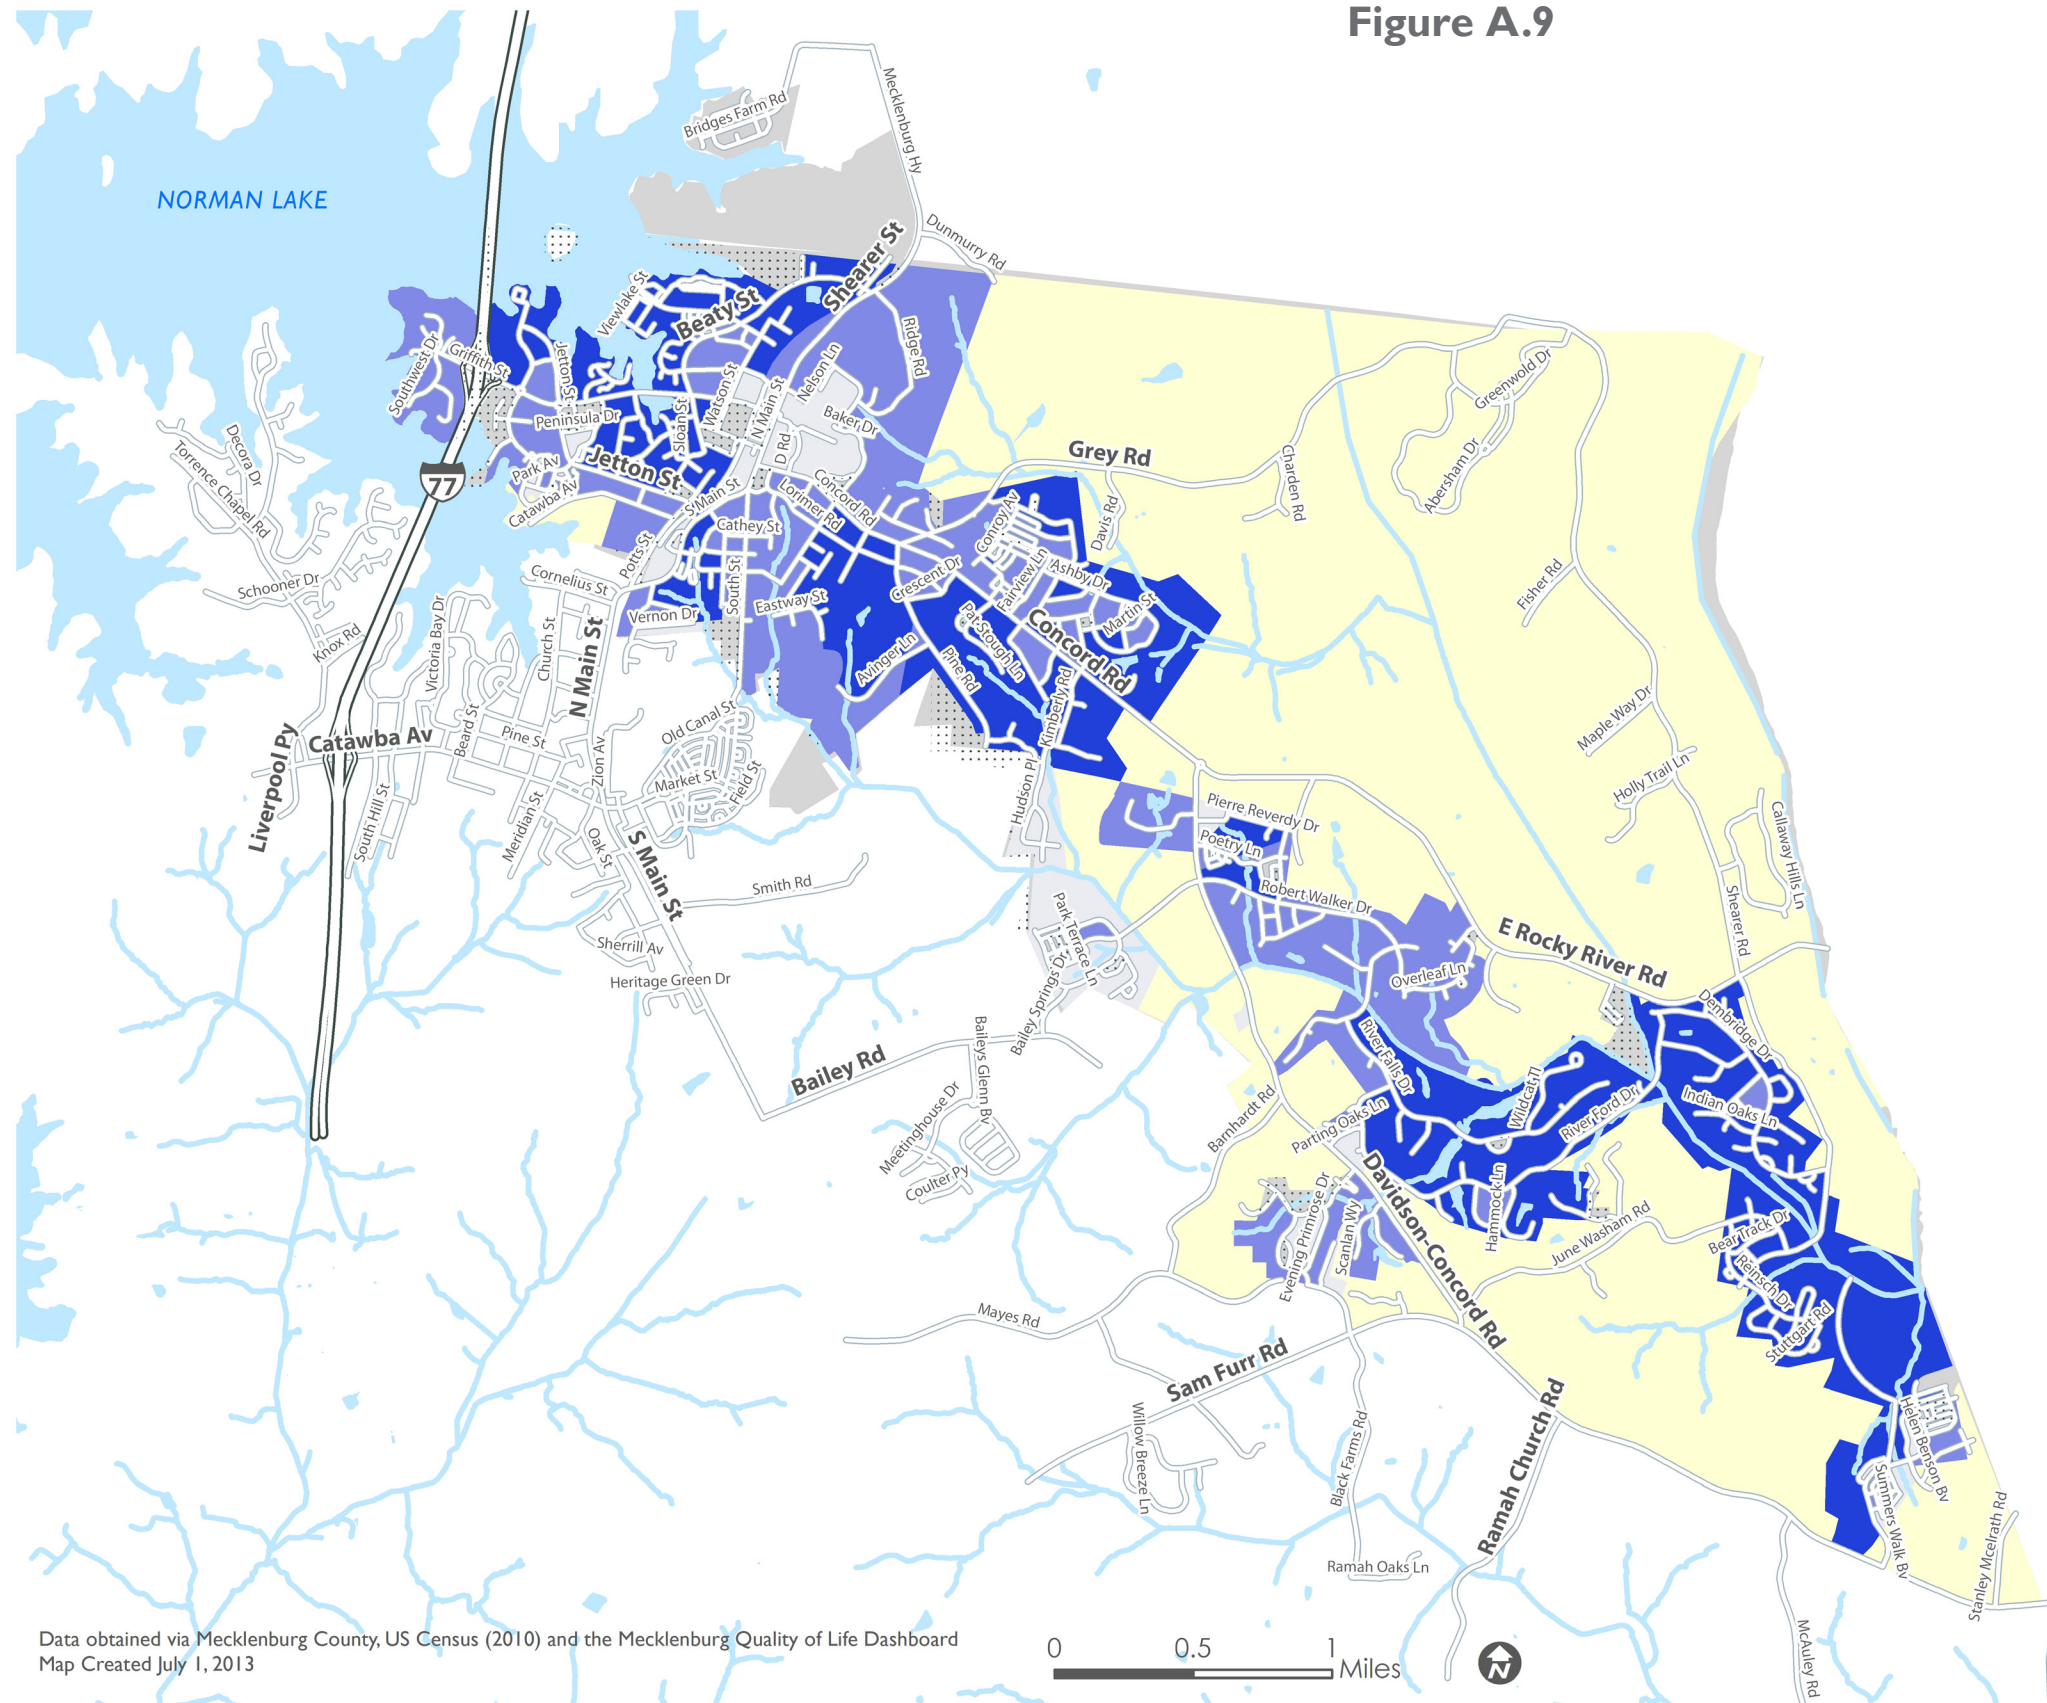 Figure A.9
Mecklenburg Hy
Bridges Farm Rd
NORMAN LAKE
Dunmurry Rd
Shearer St
Viewlake St
Beaty St
Ridge Rd
Southwest Dr
Griffith St
Jetton St
Nelson Ln
Greenwold Dr
Watson St
N Main St
Peninsula Dr
Sloan St
Baker Dr
Decora Dr
Torrence Chapel Rd
D Rd
Grey Rd
Charden Rd
Abersham Dr
77
Park Av
Jetton St
S Main St
Catawba Av
Lorimer Rd
Concord Rd
Conroy Av
Davis Rd
Cathey St
Potts St
Schooner Dr
Cornelius St
South St
Crescent Dr
Fairview Ln
Ashby Dr
Fisher Rd
Vernon Dr
Eastway St
Martin St
Knox Rd
Victoria Bay Dr
Church St
N Main St
Avinger Ln
Pine Rd
Pat Stough Ln
Concord Rd
Kimberly Rd
Maple Way Dr
Liverpool Py
Catawba Av
Beard St
Pine St
Zion Av
Old Canal St
Market St
Field St
Hudson Pl
Holly Trail Ln
South Hill St
Meridian St
Oak St
S Main St
Pierre Reverdy Dr
Poetry Ln
Callaway Hills Ln
Smith Rd
Robert Walker Dr
Shearer Rd
Sherrill Av
Park Terrace Ln
E Rocky River Rd
Heritage Green Dr
Overleaf Ln
Bailey Springs Dr
Dembridge Dr
Bailey Rd
Baileys Glenn Bv
River Falls Dr
Meetinghouse Dr
Barnhardt Rd
Wildcat Tl
Indian Oaks Ln
Parting Oaks Ln
River Ford Dr
Coulter Py
Davidson-Concord Rd
Hammock Ln
Evening Primrose Dr
Scanlan Wy
June Washam Rd
Bear Track Dr
Reinsch Dr
Mayes Rd
Stuttgart Rd
Sam Furr Rd
Willow Breeze Ln
Black Farms Rd
Ramah Church Rd
Helen Benson Bv
Summers Walk Bv
Stanley Mcelrath Rd
Ramah Oaks Ln
McAuley Rd
Data obtained via Mecklenburg County, US Census (2010) and the Mecklenburg Quality of Life Dashboard
Map Created July 1, 2013
0 0.5 1
Miles
N